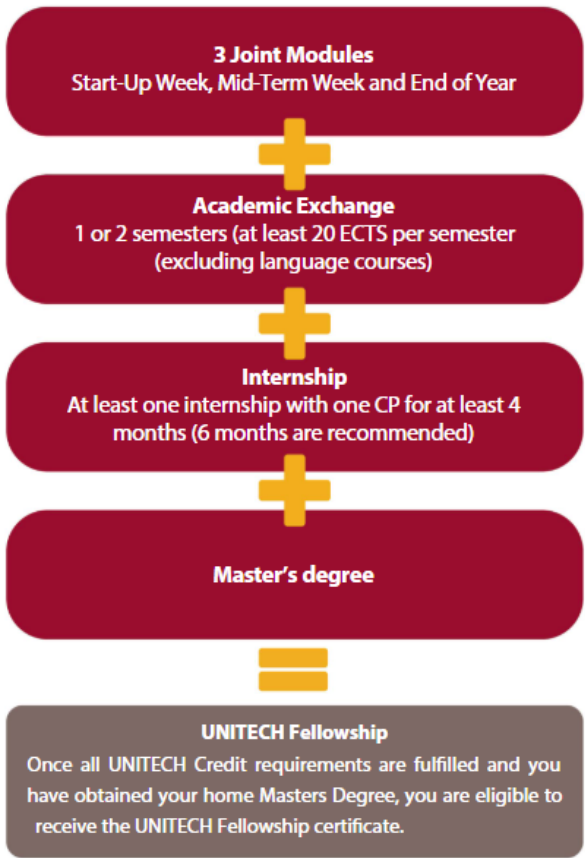 3 Joint Modules
Start-Up Week, Mid-Term Week and End of Year
Academic Exchange
1 or 2 semesters (at least 20 ECTS per semester
(excluding language courses)
Internship
At least one internship with one CP for at least 4
months (6 months are recommended)
Master's degree
UNITECH Fellowship
Once all UNITECH Credit requirements are fulfilled and you
have obtained your home Masters Degree, you are eligible to
receive the UNITECH Fellowship certificate.